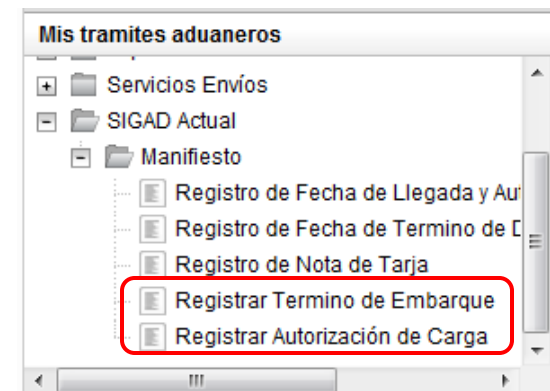 Mis tramites aduaneros
Servicios Envíos
SIGAD Actual
Manifiesto
Registro de Fecha de Llegada y Au
Registro de Fecha de Termino de D
Registro de Nota de Tarja
Registrar Termino de Embarque
Registrar Autorización de Carga